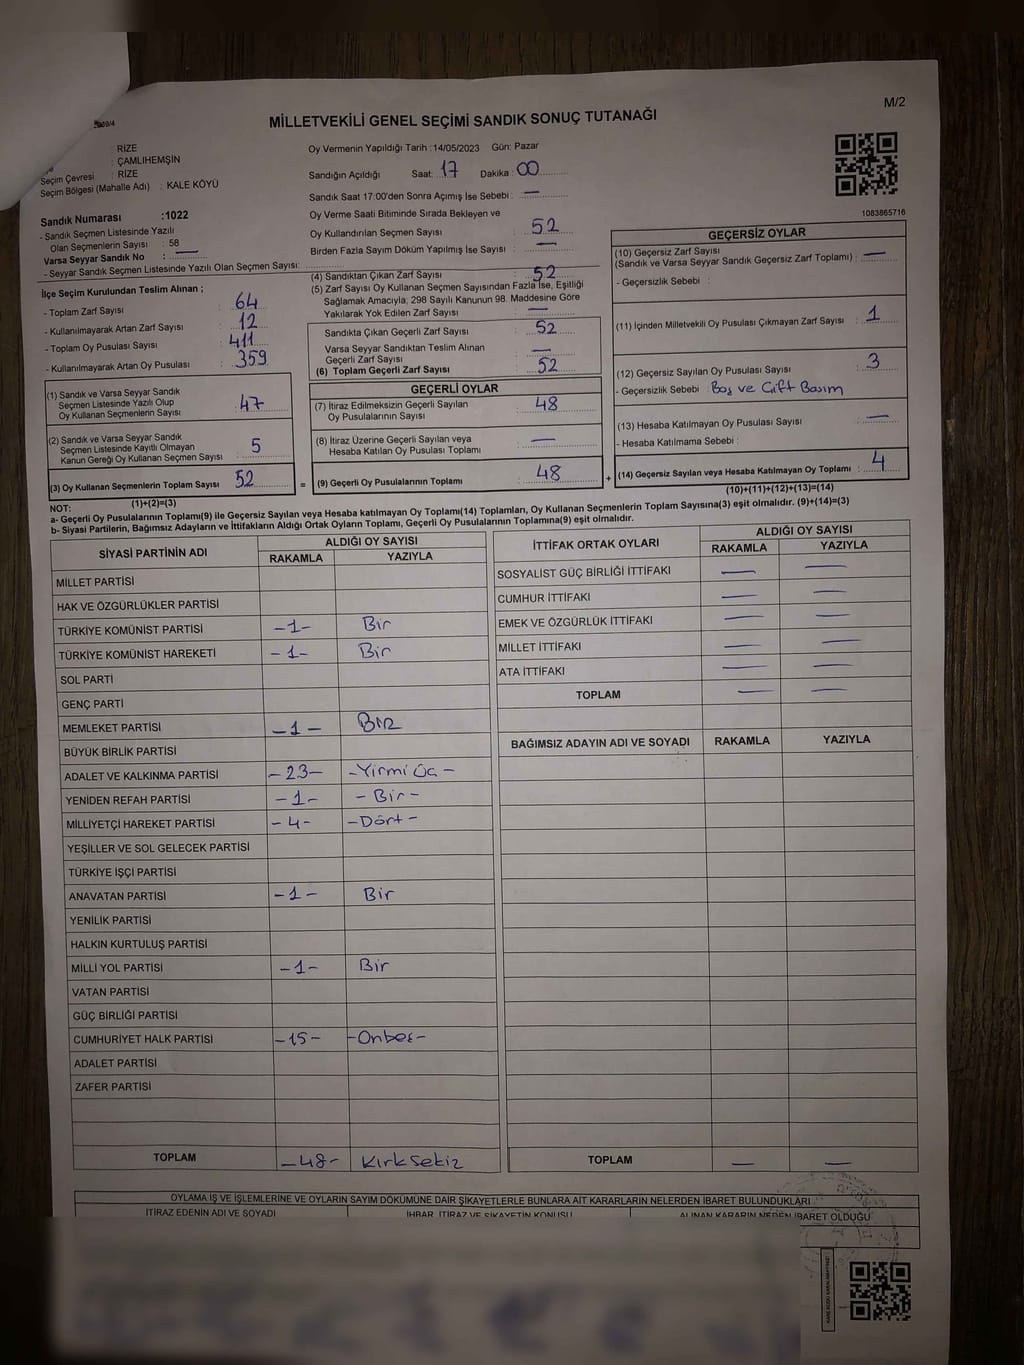 M/2
MİLLETVEKİLİ GENEL SEÇİMİ SANDIK SONUÇ TUTANAĞI
RİZE
: ÇAMLIHEMŞİN
Seçim Çevresi : RİZE
Seçim Bölgesi (Mahalle Adı) : KALE KÖYÜ
Sandık Numarası :1022
- Sandık Seçmen Listesinde Yazılı
Olan Seçmenlerin Sayısı : 58
Varsa Seyyar Sandık No : —
- Seyyar Sandık Seçmen Listesinde Yazılı Olan Seçmen Sayısı:
Oy Vermenin Yapıldığı Tarih :14/05/2023 Gün: Pazar
Sandığın Açıldığı Saat: 17 Dakika : 00
Sandık Saat 17:00'den Sonra Açımış İse Sebebi : —
Oy Verme Saati Bitiminde Sırada Bekleyen ve
Oy Kullandırılan Seçmen Sayısı : 52
Birden Fazla Sayım Döküm Yapılmış İse Sayısı : —
1083865716
İlçe Seçim Kurulundan Teslim Alınan ;
- Toplam Zarf Sayısı : 64
- Kullanılmayarak Artan Zarf Sayısı : 12
- Toplam Oy Pusulası Sayısı : 411
- Kullanılmayarak Artan Oy Pusulası : 359
(1) Sandık ve Varsa Seyyar Sandık
Seçmen Listesinde Yazılı Olup
Oy Kullanan Seçmenlerin Sayısı : 47
(2) Sandık ve Varsa Seyyar Sandık
Seçmen Listesinde Kayıtlı Olmayan
Kanun Gereği Oy Kullanan Seçmen Sayısı : 5
(3) Oy Kullanan Seçmenlerin Toplam Sayısı : 52
(1)+(2)=(3)
(4) Sandıktan Çıkan Zarf Sayısı : 52
(5) Zarf Sayısı Oy Kullanan Seçmen Sayısından Fazla İse, Eşitliği
Sağlamak Amacıyla, 298 Sayılı Kanunun 98. Maddesine Göre
Yakılarak Yok Edilen Zarf Sayısı : —
Sandıkta Çıkan Geçerli Zarf Sayısı : 52
Varsa Seyyar Sandıktan Teslim Alınan
Geçerli Zarf Sayısı : —
(6) Toplam Geçerli Zarf Sayısı : 52
GEÇERLİ OYLAR
(7) İtiraz Edilmeksizin Geçerli Sayılan
Oy Pusulalarının Sayısı : 48
(8) İtiraz Üzerine Geçerli Sayılan veya
Hesaba Katılan Oy Pusulası Toplamı : —
= (9) Geçerli Oy Pusulalarının Toplamı : 48 +
GEÇERSİZ OYLAR
(10) Geçersiz Zarf Sayısı
(Sandık ve Varsa Seyyar Sandık Geçersiz Zarf Toplamı) : —
- Geçersizlik Sebebi :
(11) İçinden Milletvekili Oy Pusulası Çıkmayan Zarf Sayısı : 1
(12) Geçersiz Sayılan Oy Pusulası Sayısı : 3
- Geçersizlik Sebebi : Boş ve Çift Basım
(13) Hesaba Katılmayan Oy Pusulası Sayısı : —
- Hesaba Katılmama Sebebi :
(14) Geçersiz Sayılan veya Hesaba Katılmayan Oy Toplamı : 4
(10)+(11)+(12)+(13)=(14)
NOT:
a- Geçerli Oy Pusulalarının Toplamı(9) ile Geçersiz Sayılan veya Hesaba katılmayan Oy Toplamı(14) Toplamları, Oy Kullanan Seçmenlerin Toplam Sayısına(3) eşit olmalıdır. (9)+(14)=(3)
b- Siyasi Partilerin, Bağımsız Adayların ve İttifakların Aldığı Ortak Oyların Toplamı, Geçerli Oy Pusulalarının Toplamına(9) eşit olmalıdır.
SİYASİ PARTİNİN ADI ALDIĞI OY SAYISI
RAKAMLA YAZIYLA
MİLLET PARTİSİ
HAK VE ÖZGÜRLÜKLER PARTİSİ
TÜRKİYE KOMÜNİST PARTİSİ -1- Bir
TÜRKİYE KOMÜNİST HAREKETİ -1- Bir
SOL PARTİ
GENÇ PARTİ
MEMLEKET PARTİSİ -1- BİR
BÜYÜK BİRLİK PARTİSİ
ADALET VE KALKINMA PARTİSİ -23- -Yirmi Üç-
YENİDEN REFAH PARTİSİ -1- -Bir-
MİLLİYETÇİ HAREKET PARTİSİ -4- -Dört-
YEŞİLLER VE SOL GELECEK PARTİSİ
TÜRKİYE İŞÇİ PARTİSİ
ANAVATAN PARTİSİ -1- Bir
YENİLİK PARTİSİ
HALKIN KURTULUŞ PARTİSİ
MİLLİ YOL PARTİSİ -1- Bir
VATAN PARTİSİ
GÜÇ BİRLİĞİ PARTİSİ
CUMHURİYET HALK PARTİSİ -15- -Onbeş-
ADALET PARTİSİ
ZAFER PARTİSİ
TOPLAM -48- Kırksekiz
İTTİFAK ORTAK OYLARI ALDIĞI OY SAYISI
RAKAMLA YAZIYLA
SOSYALİST GÜÇ BİRLİĞİ İTTİFAKI — —
CUMHUR İTTİFAKI — —
EMEK VE ÖZGÜRLÜK İTTİFAKI — —
MİLLET İTTİFAKI — —
ATA İTTİFAKI — —
TOPLAM — —
BAĞIMSIZ ADAYIN ADI VE SOYADI RAKAMLA YAZIYLA
TOPLAM — —
OYLAMA İŞ VE İŞLEMLERİNE VE OYLARIN SAYIM DÖKÜMÜNE DAİR ŞİKAYETLERLE BUNLARA AİT KARARLARIN NELERDEN İBARET BULUNDUKLARI
İTİRAZ EDENİN ADI VE SOYADI İHBAR, İTİRAZ VE ŞİKAYETİN KONUSU ALINAN KARARIN NEDEN İBARET OLDUĞU